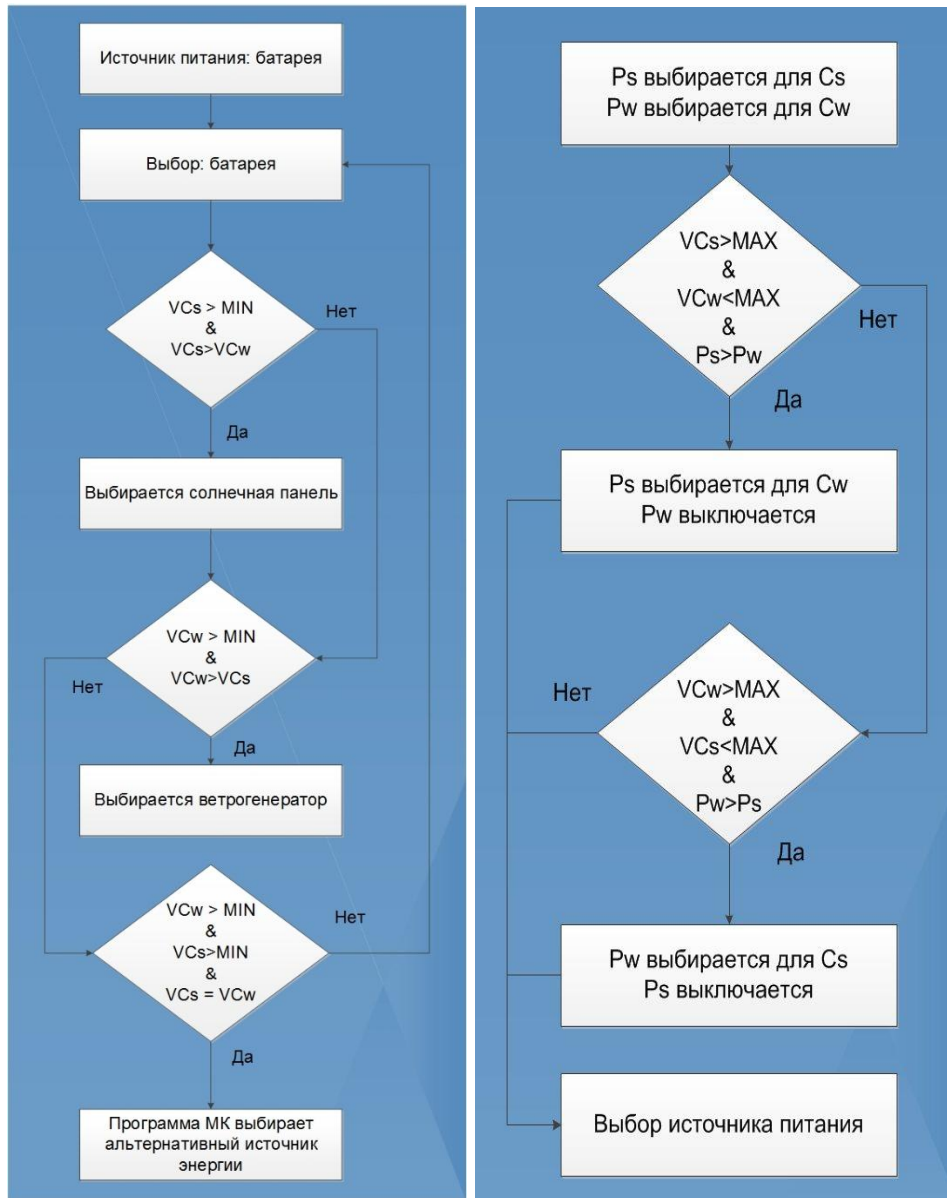 Источник питания: батарея
Выбор: батарея
VCs > MIN
&
VCs>VCw
Нет
Да
Выбирается солнечная панель
VCw > MIN
&
VCw>VCs
Нет
Да
Выбирается ветрогенератор
VCw > MIN
&
VCs>MIN
&
VCs = VCw
Нет
Да
Программа МК выбирает
альтернативный источник
энергии
Ps выбирается для Cs
Pw выбирается для Cw
VCs>MAX
&
VCw<MAX
&
Ps>Pw
Нет
Да
Ps выбирается для Cw
Pw выключается
VCw>MAX
&
VCs<MAX
&
Pw>Ps
Нет
Да
Pw выбирается для Cs
Ps выключается
Выбор источника питания